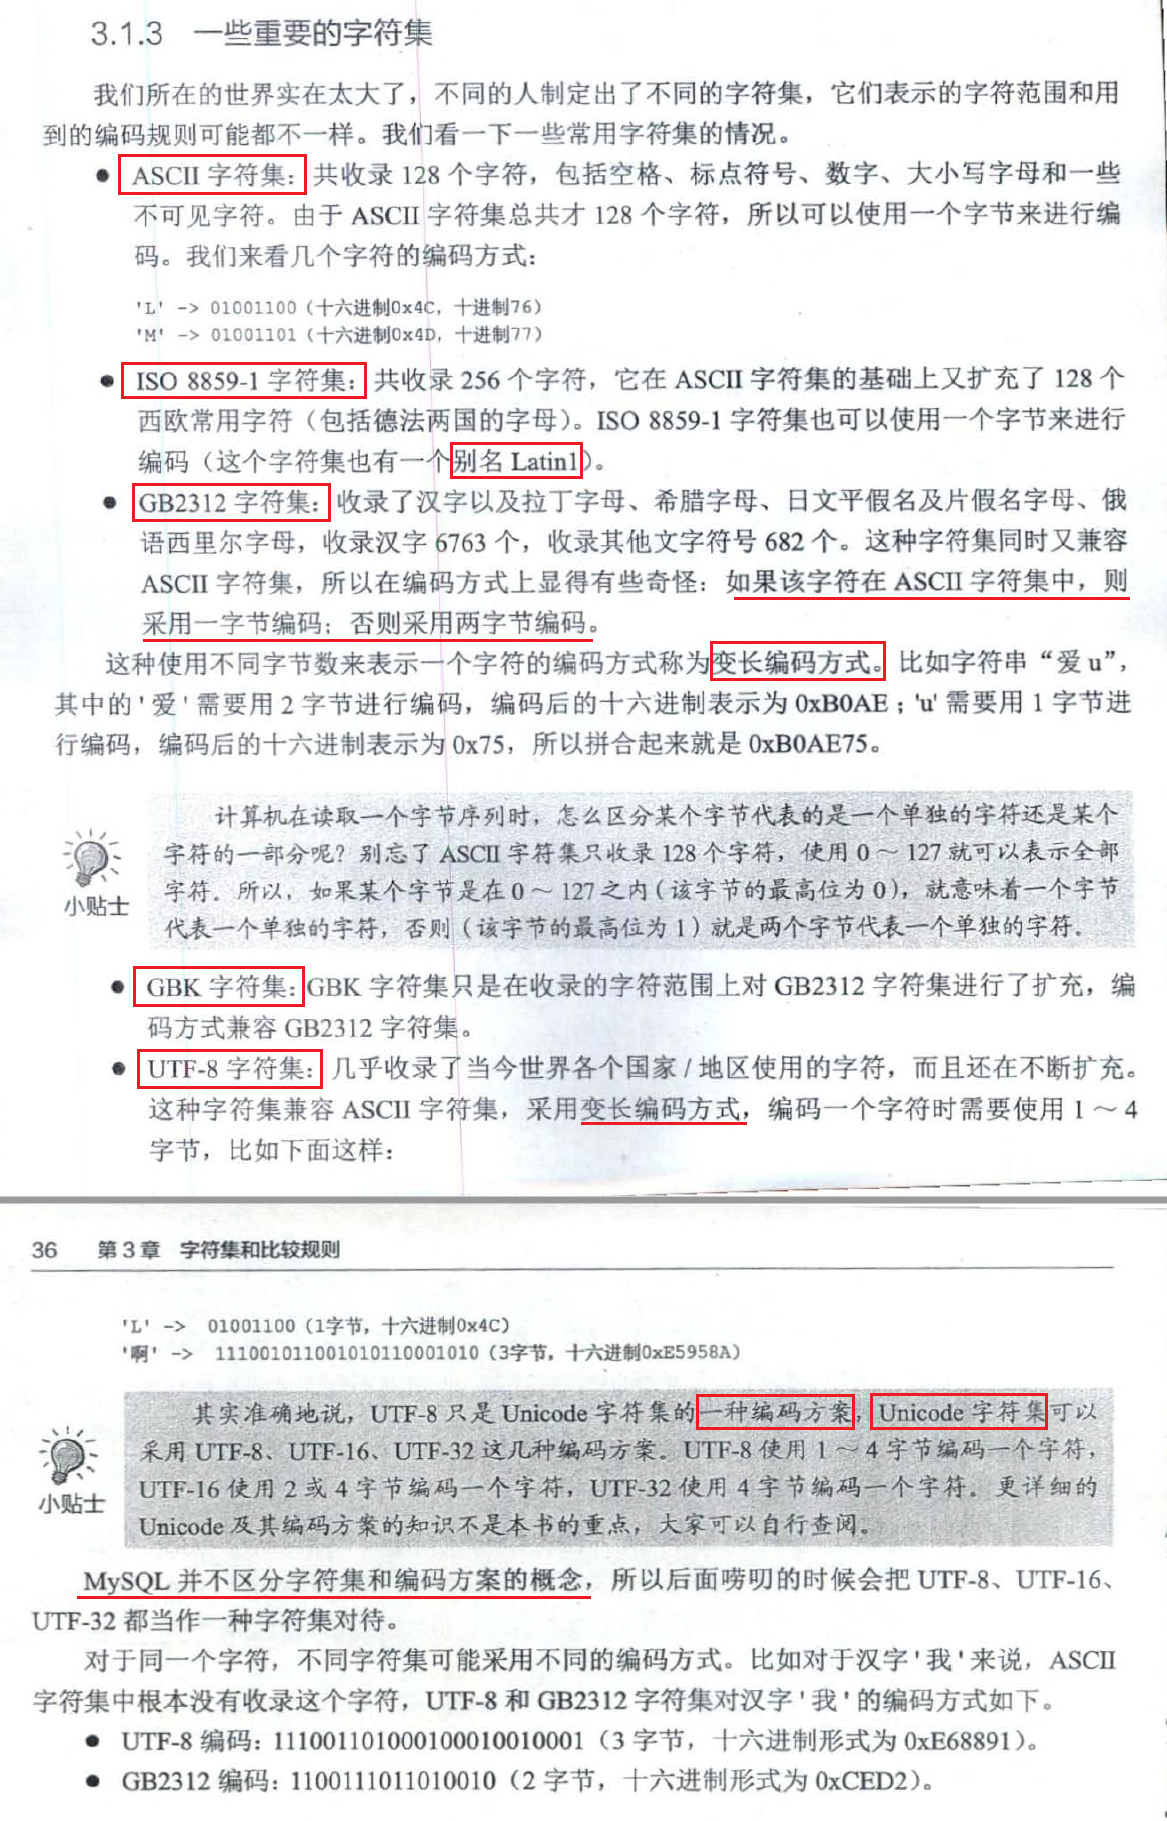 3.1.3 一些重要的字符集
我们所在的世界实在太大了，不同的人制定出了不同的字符集，它们表示的字符范围和用
到的编码规则可能都不一样。我们看一下一些常用字符集的情况。
● ASCII 字符集：共收录 128 个字符，包括空格、标点符号、数字、大小写字母和一些
不可见字符。由于 ASCII 字符集总共才 128 个字符，所以可以使用一个字节来进行编
码。我们来看几个字符的编码方式：
'L' -> 01001100（十六进制0x4C，十进制76）
'M' -> 01001101（十六进制0x4D，十进制77）
● ISO 8859-1 字符集：共收录 256 个字符，它在 ASCII 字符集的基础上又扩充了 128 个
西欧常用字符（包括德法两国的字母）。ISO 8859-1 字符集也可以使用一个字节来进行
编码（这个字符集也有一个别名 Latin1）。
● GB2312 字符集：收录了汉字以及拉丁字母、希腊字母、日文平假名及片假名字母、俄
语西里尔字母，收录汉字 6763 个，收录其他文字符号 682 个。这种字符集同时又兼容
ASCII 字符集，所以在编码方式上显得有些奇怪：如果该字符在 ASCII 字符集中，则
采用一字节编码；否则采用两字节编码。
这种使用不同字节数来表示一个字符的编码方式称为变长编码方式。比如字符串“爱 u”，
其中的 '爱' 需要用 2 字节进行编码，编码后的十六进制表示为 0xB0AE；'u' 需要用 1 字节进
行编码，编码后的十六进制表示为 0x75，所以拼合起来就是 0xB0AE75。
计算机在读取一个字节序列时，怎么区分某个字节代表的是一个单独的字符还是某个
字符的一部分呢？别忘了 ASCII 字符集只收录 128 个字符，使用 0～127 就可以表示全部
字符。所以，如果某个字节是在 0～127 之内（该字节的最高位为 0），就意味着一个字节
代表一个单独的字符，否则（该字节的最高位为 1）就是两个字节代表一个单独的字符。
小贴士
● GBK 字符集：GBK 字符集只是在收录的字符范围上对 GB2312 字符集进行了扩充，编
码方式兼容 GB2312 字符集。
● UTF-8 字符集：几乎收录了当今世界各个国家 / 地区使用的字符，而且还在不断扩充。
这种字符集兼容 ASCII 字符集，采用变长编码方式，编码一个字符时需要使用 1～4
字节，比如下面这样：
36 第 3 章 字符集和比较规则
'L' -> 01001100（1字节，十六进制0x4C）
'啊' -> 111001011001010110001010（3字节，十六进制0xE5958A）
其实准确地说，UTF-8 只是 Unicode 字符集的一种编码方案，Unicode 字符集可以
采用 UTF-8、UTF-16、UTF-32 这几种编码方案。UTF-8 使用 1～4 字节编码一个字符，
UTF-16 使用 2 或 4 字节编码一个字符，UTF-32 使用 4 字节编码一个字符。更详细的
Unicode 及其编码方案的知识不是本书的重点，大家可以自行查阅。
小贴士
MySQL 并不区分字符集和编码方案的概念，所以后面唠叨的时候会把 UTF-8、UTF-16、
UTF-32 都当作一种字符集对待。
对于同一个字符，不同字符集可能采用不同的编码方式。比如对于汉字 '我' 来说，ASCII
字符集中根本没有收录这个字符，UTF-8 和 GB2312 字符集对汉字 '我' 的编码方式如下。
● UTF-8 编码：111001101000100010010001（3 字节，十六进制形式为 0xE68891）。
● GB2312 编码：1100111011010010（2 字节，十六进制形式为 0xCED2）。